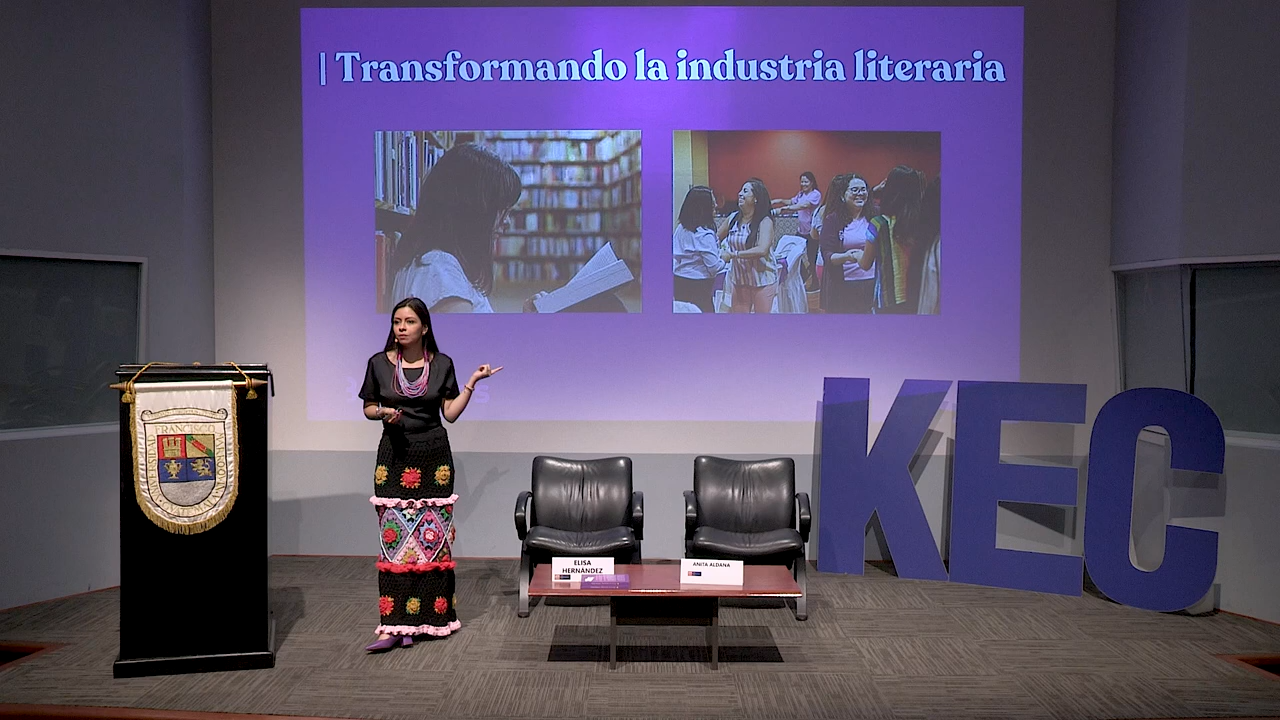 | Transformando la industria literaria
FRANCISCO
ELISA
HERNÁNDEZ
ANITA ALDANA
KEC